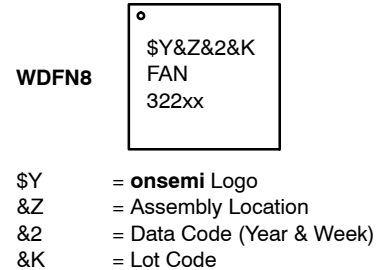 $Y&Z&2&K
WDFN8
FAN
322xx
$Y = onsemi Logo
&Z = Assembly Location
&2 = Data Code (Year & Week)
&K = Lot Code